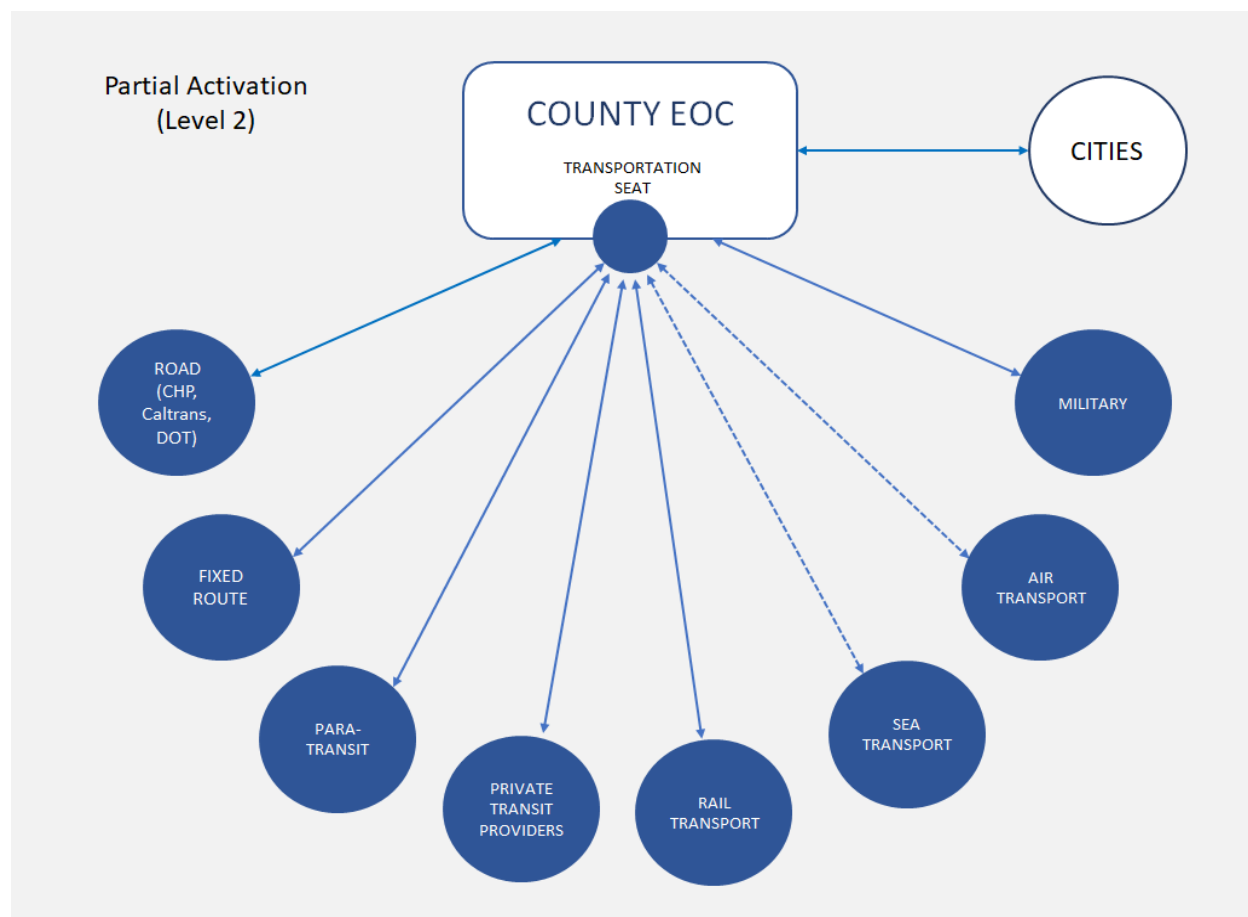 Partial Activation
(Level 2)
COUNTY EOC
TRANSPORTATION
SEAT
CITIES
ROAD
(CHP,
Caltrans,
DOT)
MILITARY
FIXED
ROUTE
AIR
TRANSPORT
PARA-
TRANSIT
SEA
TRANSPORT
PRIVATE
TRANSIT
PROVIDERS
RAIL
TRANSPORT